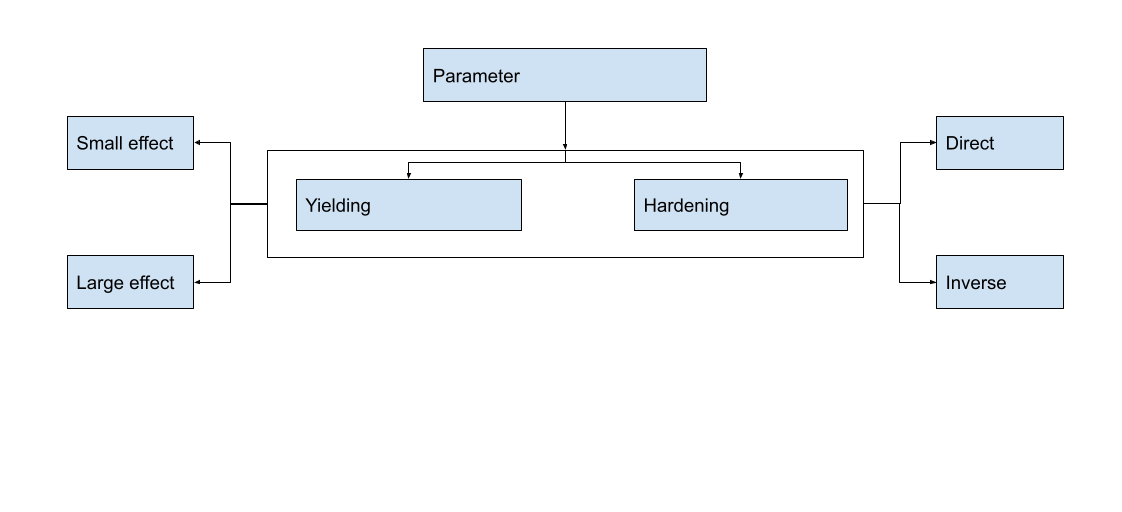 Parameter
Small effect
Direct
Yielding
Hardening
Large effect
Inverse